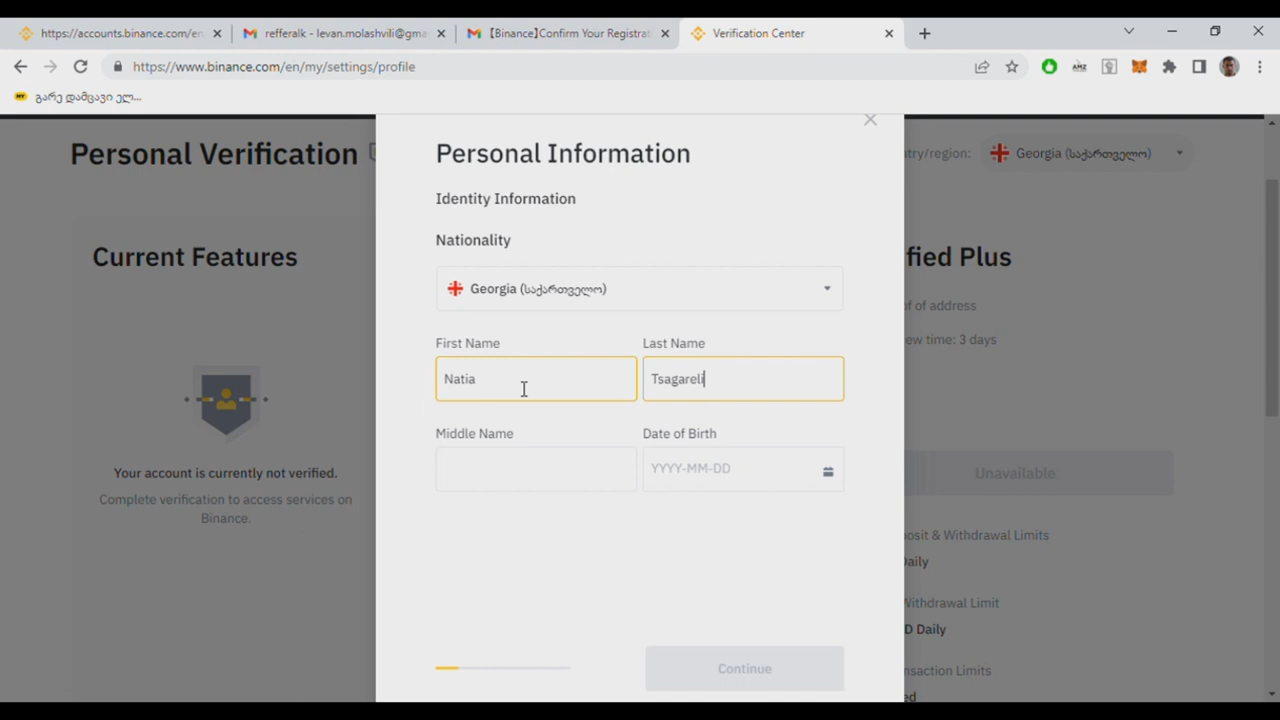 https://accounts.binance.com/en
refferalk - levan.molashvili@gma
【Binance】Confirm Your Registrat
Verification Center
https://www.binance.com/en/my/settings/profile
გარე დამცავი ელ...
Personal Verification
try/region:
Georgia (საქართველო)
Personal Information
Identity Information
Nationality
Georgia (საქართველო)
First Name
Last Name
Natia
Tsagareli
Middle Name
Date of Birth
YYYY-MM-DD
Continue
Current Features
Your account is currently not verified.
Complete verification to access services on
Binance.
fied Plus
of of address
ew time: 3 days
Unavailable
posit & Withdrawal Limits
Daily
Withdrawal Limit
D Daily
nsaction Limits
ed